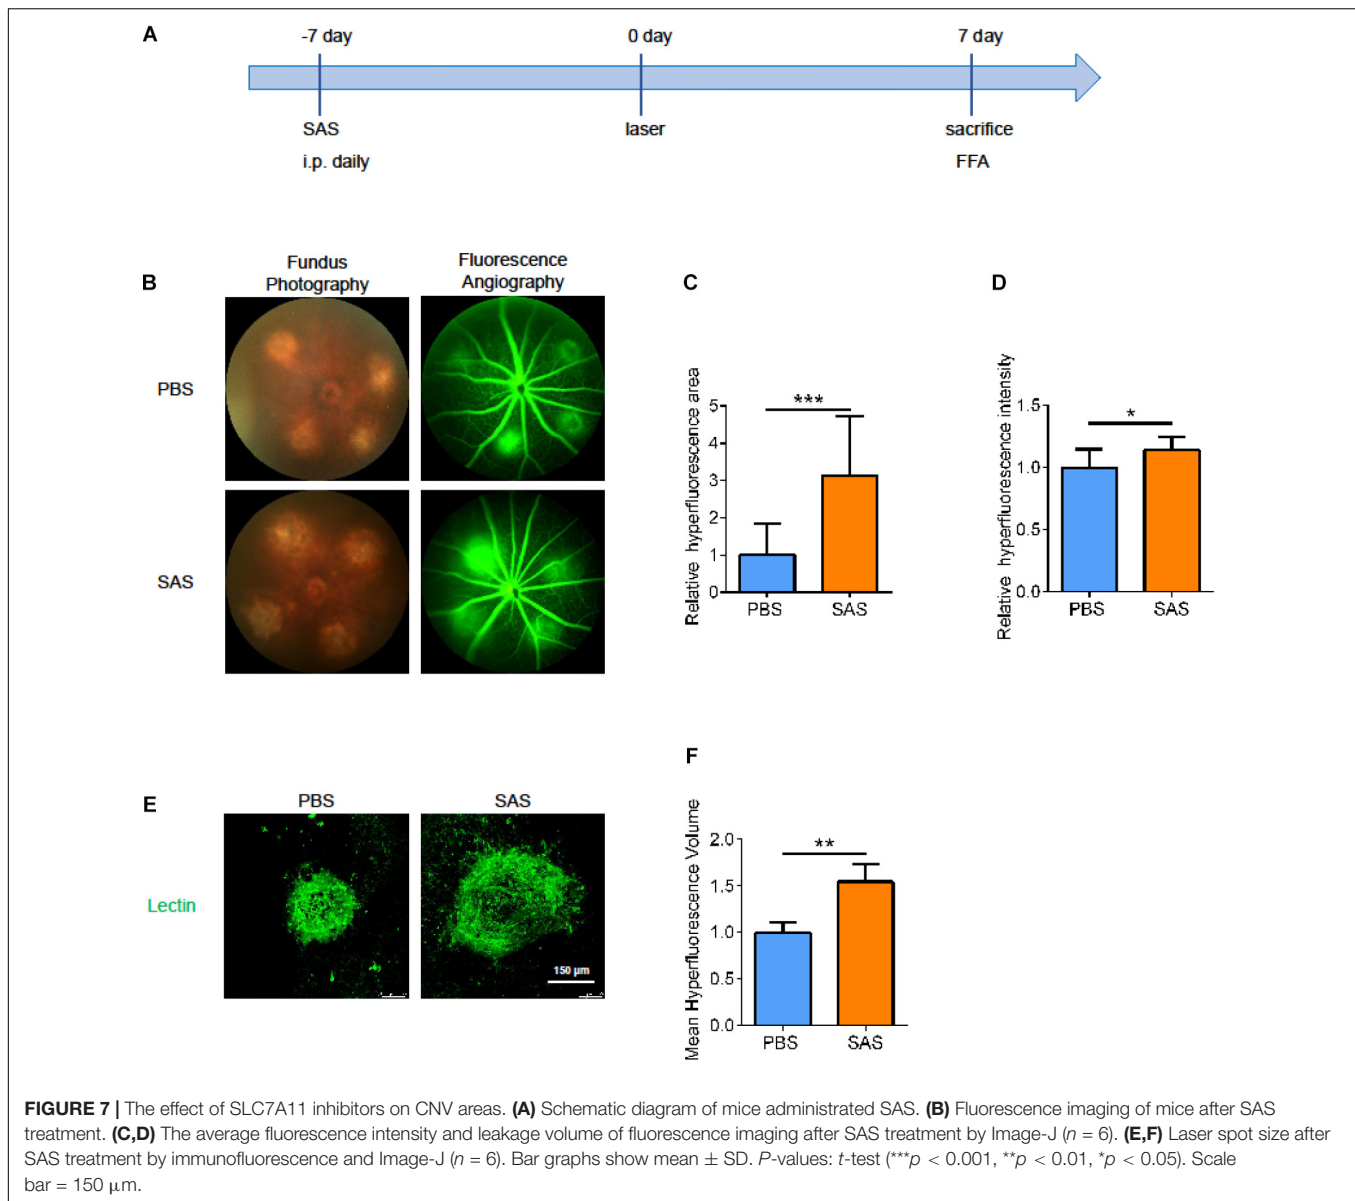 A
-7 day
0 day
7 day
SAS
laser
sacrifice
i.p. daily
FFA
B
Fundus
Photography
Fluorescence
Angiography
PBS
SAS
C
Relative hyperfluorescence area
5
4
3
2
1
0
***
PBS
SAS
D
Relative hyperfluorescence intensity
1.5
1.0
0.5
0.0
*
PBS
SAS
E
PBS
SAS
Lectin
150 μm
F
Mean Hyperfluorescence Volume
2.0
1.5
1.0
0.5
0.0
**
PBS
SAS
FIGURE 7 | The effect of SLC7A11 inhibitors on CNV areas. (A) Schematic diagram of mice administrated SAS. (B) Fluorescence imaging of mice after SAS
treatment. (C,D) The average fluorescence intensity and leakage volume of fluorescence imaging after SAS treatment by Image-J (n = 6). (E,F) Laser spot size after
SAS treatment by immunofluorescence and Image-J (n = 6). Bar graphs show mean ± SD. P-values: t-test (***p < 0.001, **p < 0.01, *p < 0.05). Scale
bar = 150 μm.